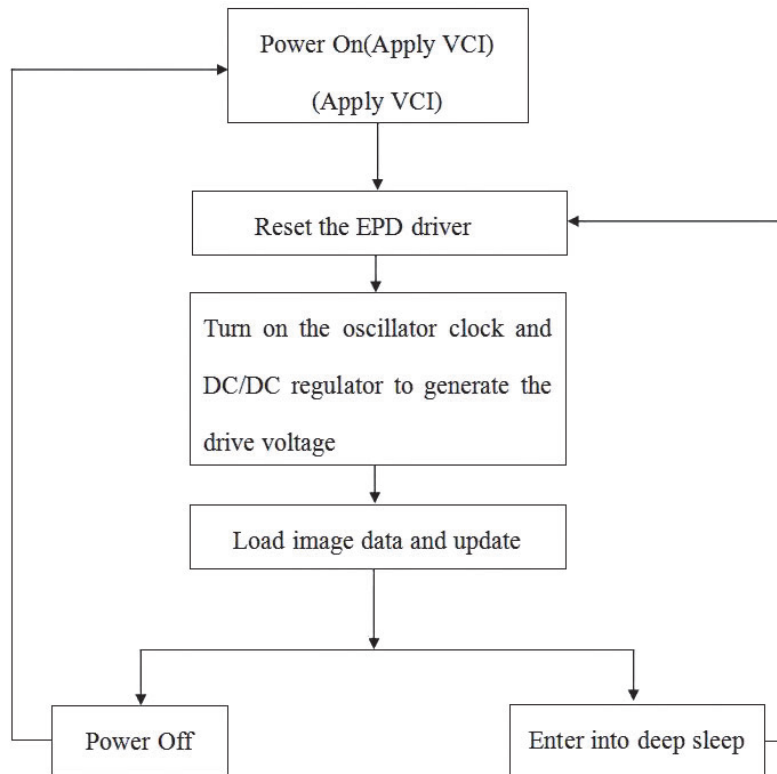 Power On(Apply VCI)
(Apply VCI)
Reset the EPD driver
Turn on the oscillator clock and
DC/DC regulator to generate the
drive voltage
Load image data and update
Power Off
Enter into deep sleep